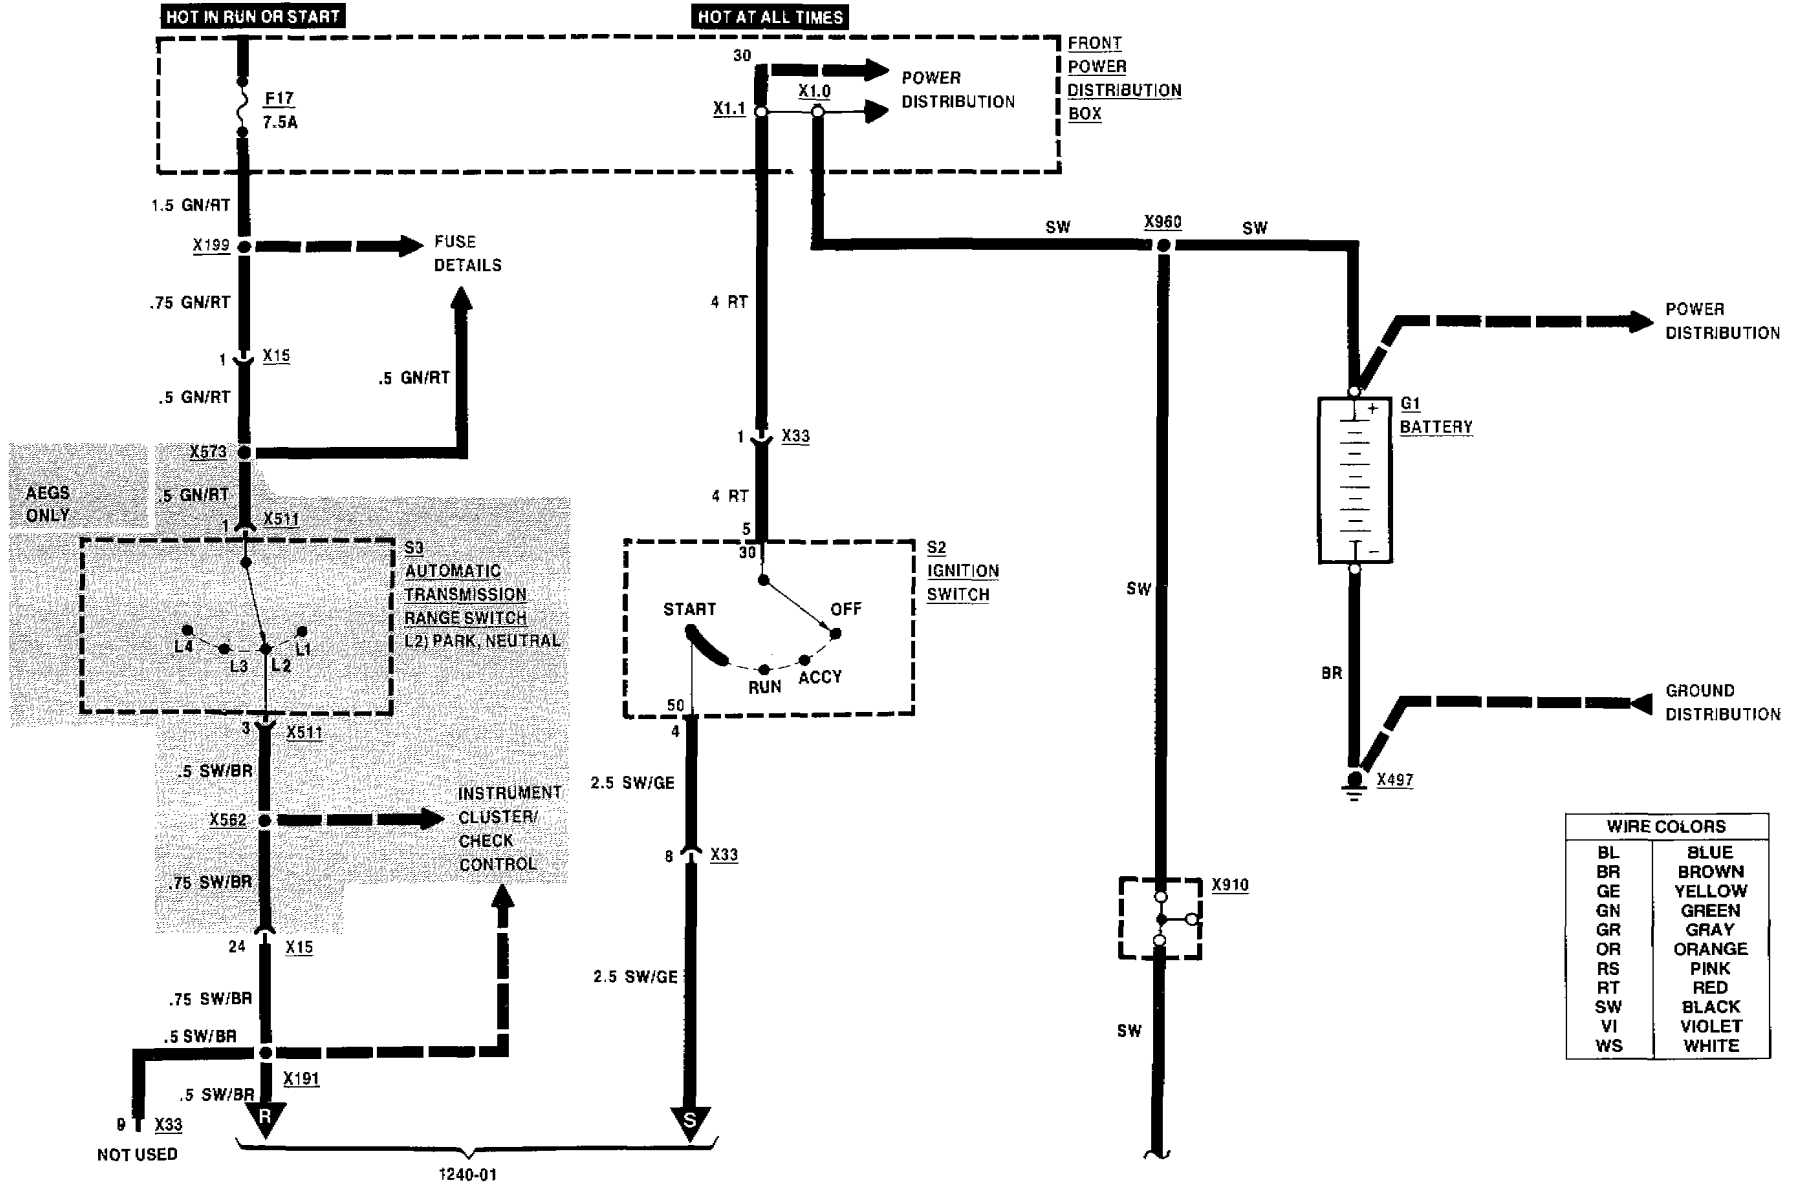 HOT IN RUN OR START
HOT AT ALL TIMES
F17
7.5A
30
X1.1
X1.0
POWER
DISTRIBUTION
FRONT
POWER
DISTRIBUTION
BOX
1.5 GN/RT
X199
FUSE
DETAILS
.75 GN/RT
1
X15
.5 GN/RT
.5 GN/RT
X573
AEGS
ONLY
.5 GN/RT
1
X511
S3
AUTOMATIC
TRANSMISSION
RANGE SWITCH
L2) PARK, NEUTRAL
L4
L3
L2
L1
3
X511
.5 SW/BR
X562
INSTRUMENT
CLUSTER/
CHECK
CONTROL
.75 SW/BR
24
X15
.75 SW/BR
.5 SW/BR
X191
.5 SW/BR
R
9
X33
NOT USED
4 RT
1
X33
4 RT
5
30
S2
IGNITION
SWITCH
START
OFF
RUN
ACCY
50
4
2.5 SW/GE
8
X33
2.5 SW/GE
S
1240-01
SW
X960
SW
POWER
DISTRIBUTION
+
G1
BATTERY
-
SW
BR
GROUND
DISTRIBUTION
X497
X910
SW
WIRE COLORS
BL BLUE
BR BROWN
GE YELLOW
GN GREEN
GR GRAY
OR ORANGE
RS PINK
RT RED
SW BLACK
VI VIOLET
WS WHITE